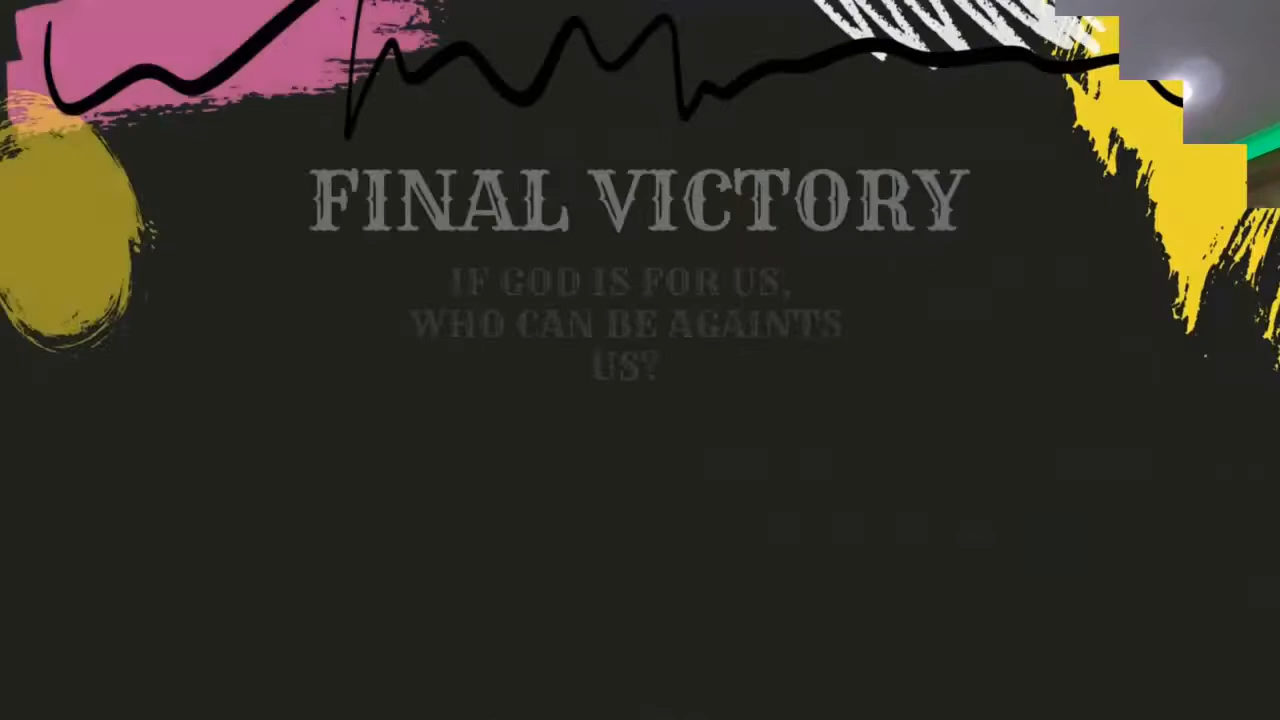 FINAL VICTORY
IF GOD IS FOR US,
WHO CAN BE AGAINTS
US?